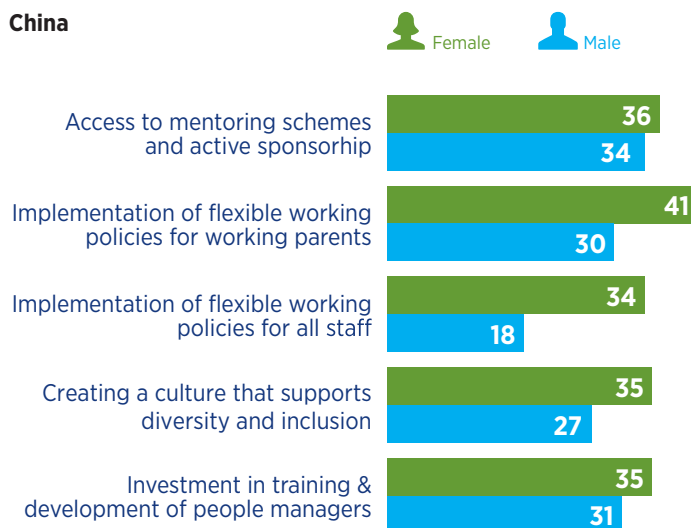 China
Female
Male
Access to mentoring schemes
and active sponsorhip
36
34
Implementation of flexible working
policies for working parents
41
30
Implementation of flexible working
policies for all staff
34
18
Creating a culture that supports
diversity and inclusion
35
27
Investment in training &
development of people managers
35
31